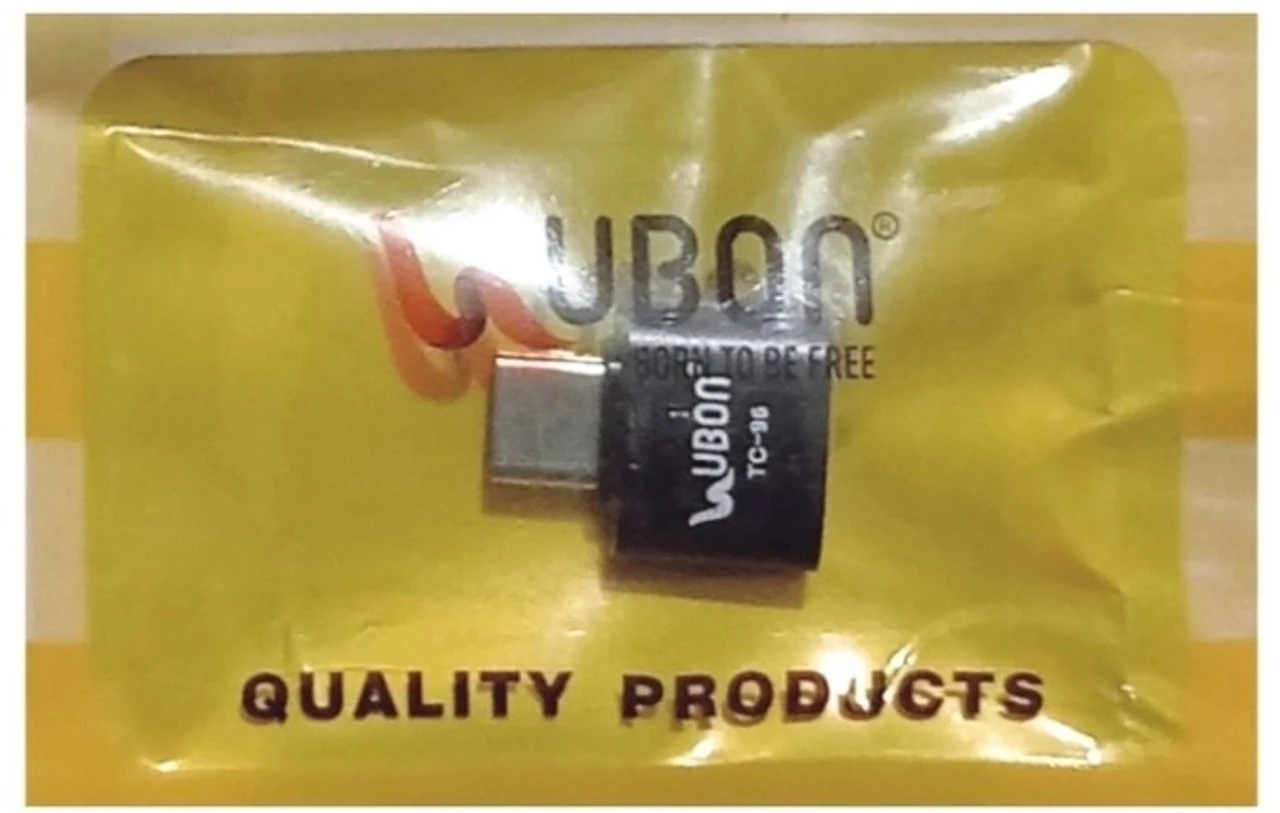 UBON®
BORN TO BE FREE
UBON
TC-96
QUALITY PRODUCTS